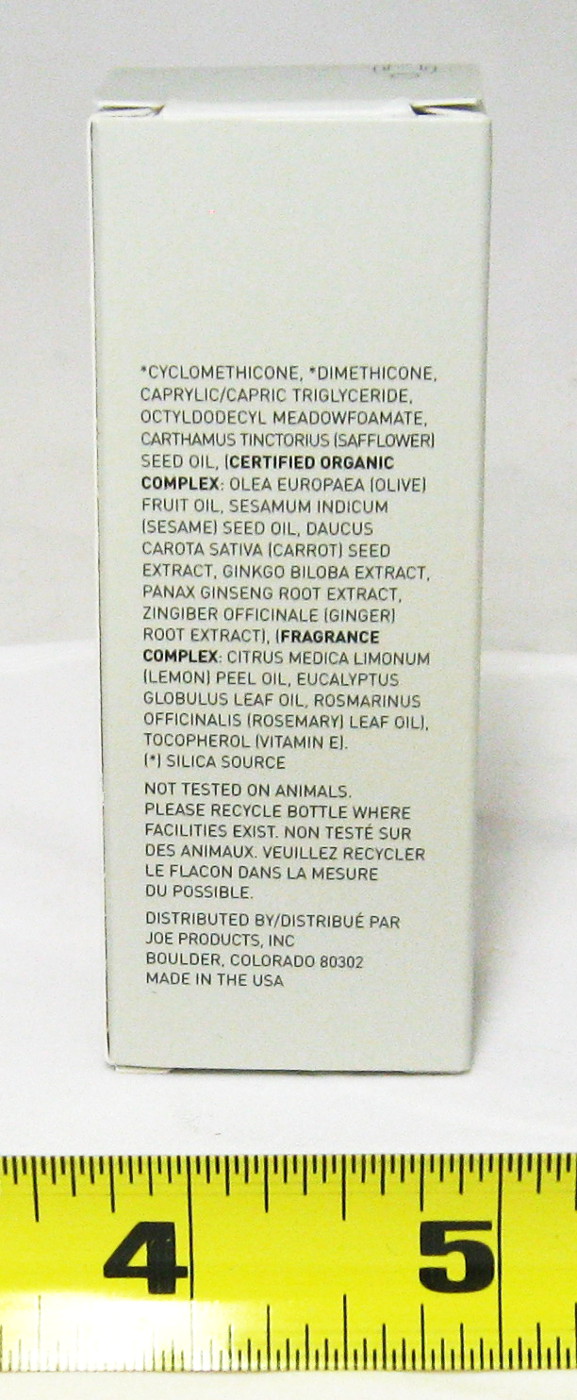 *CYCLOMETHICONE, *DIMETHICONE,
CAPRYLIC/CAPRIC TRIGLYCERIDE,
OCTYLDODECYL MEADOWFOAMATE,
CARTHAMUS TINCTORIUS (SAFFLOWER)
SEED OIL, (CERTIFIED ORGANIC
COMPLEX: OLEA EUROPAEA (OLIVE)
FRUIT OIL, SESAMUM INDICUM
(SESAME) SEED OIL, DAUCUS
CAROTA SATIVA (CARROT) SEED
EXTRACT, GINKGO BILOBA EXTRACT,
PANAX GINSENG ROOT EXTRACT,
ZINGIBER OFFICINALE (GINGER)
ROOT EXTRACT), (FRAGRANCE
COMPLEX: CITRUS MEDICA LIMONUM
(LEMON) PEEL OIL, EUCALYPTUS
GLOBULUS LEAF OIL, ROSMARINUS
OFFICINALIS (ROSEMARY) LEAF OIL),
TOCOPHEROL (VITAMIN E).
(*) SILICA SOURCE
NOT TESTED ON ANIMALS.
PLEASE RECYCLE BOTTLE WHERE
FACILITIES EXIST. NON TESTÉ SUR
DES ANIMAUX. VEUILLEZ RECYCLER
LE FLACON DANS LA MESURE
DU POSSIBLE.
DISTRIBUTED BY/DISTRIBUÉ PAR
JOE PRODUCTS, INC
BOULDER, COLORADO 80302
MADE IN THE USA
4 5